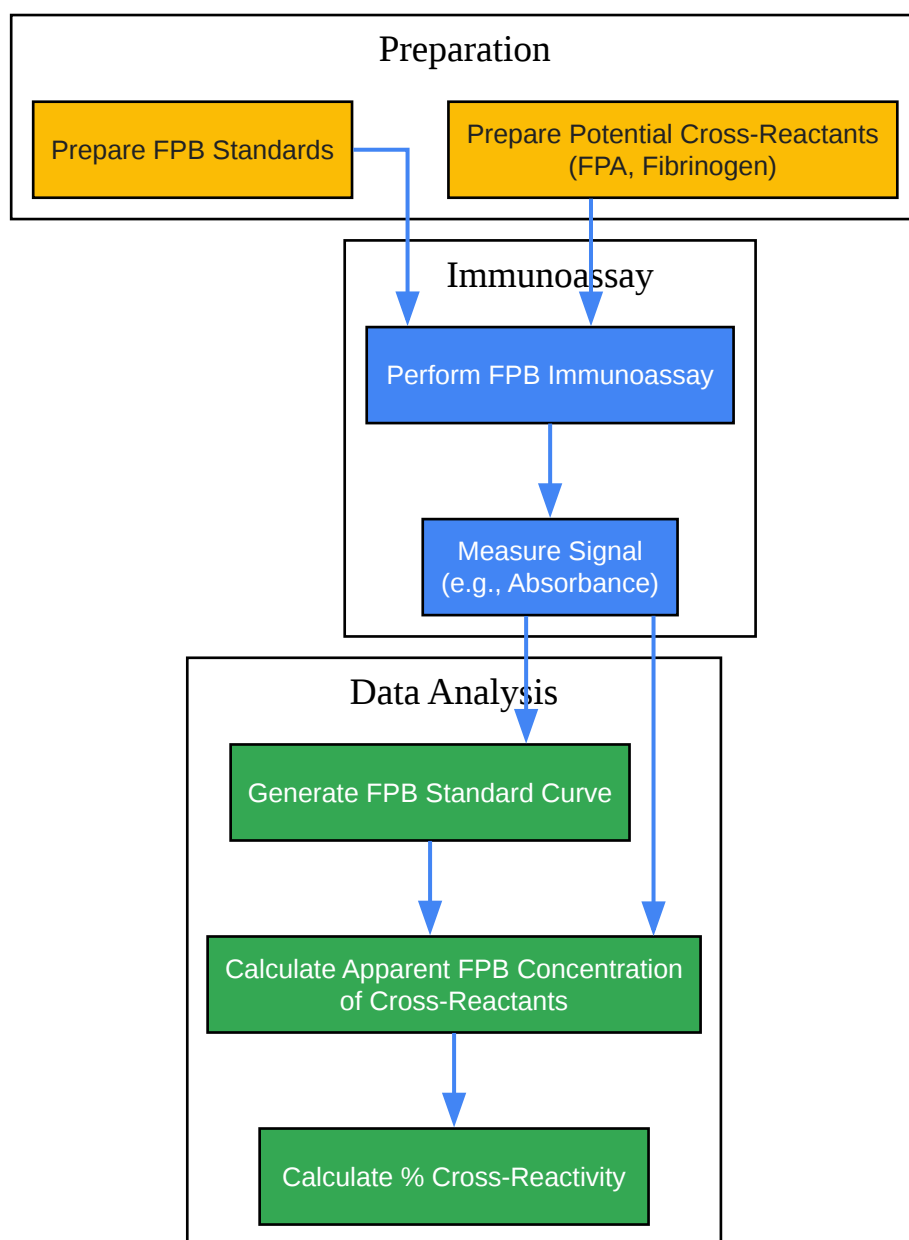 Preparation
Prepare FPB Standards
Prepare Potential Cross-Reactants
(FPA, Fibrinogen)
Immunoassay
Perform FPB Immunoassay
Measure Signal
(e.g., Absorbance)
Data Analysis
Generate FPB Standard Curve
Calculate Apparent FPB Concentration
of Cross-Reactants
Calculate % Cross-Reactivity